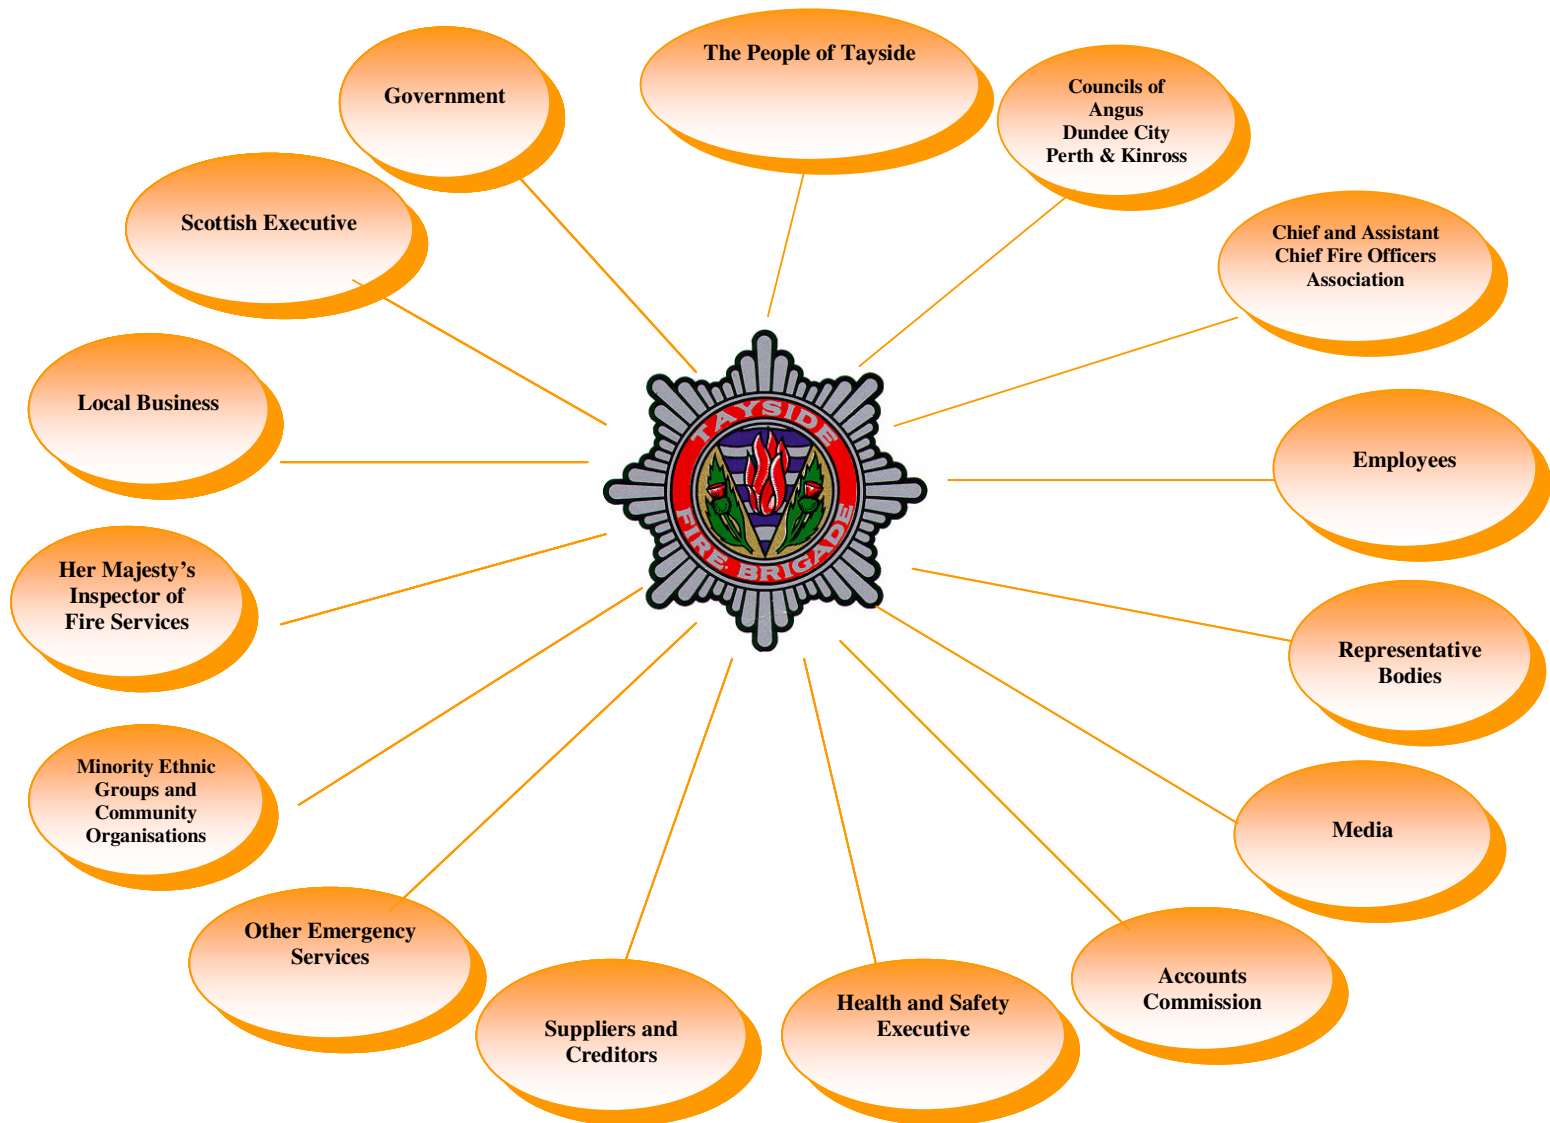 The People of Tayside
Government
Councils of
Angus
Dundee City
Perth & Kinross
Scottish Executive
Chief and Assistant
Chief Fire Officers
Association
Local Business
Employees
TAYSIDE
FIRE BRIGADE
Her Majesty’s
Inspector of
Fire Services
Representative
Bodies
Minority Ethnic
Groups and
Community
Organisations
Media
Other Emergency
Services
Accounts
Commission
Suppliers and
Creditors
Health and Safety
Executive